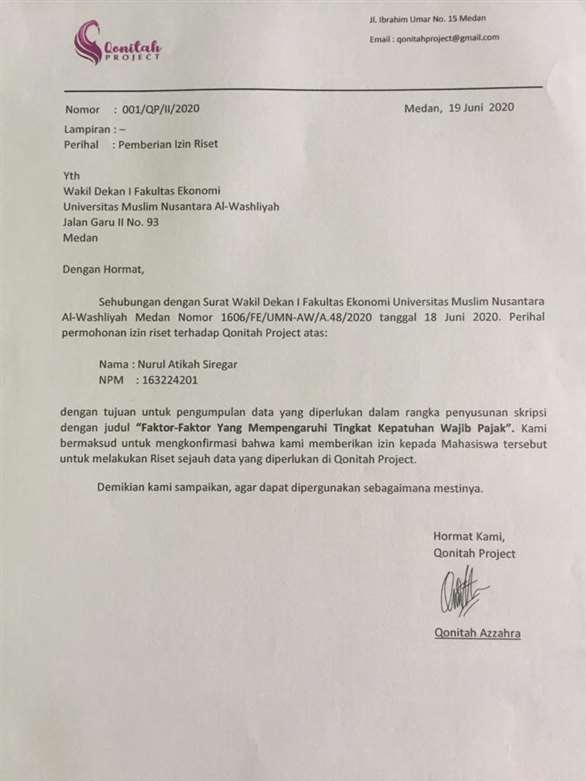 Qonitah
PROJECT
Jl. Ibrahim Umar No. 15 Medan
Email : qonitahproject@gmail.com
Nomor : 001/QP/II/2020
Medan, 19 Juni 2020
Lampiran : –
Perihal : Pemberian Izin Riset
Yth
Wakil Dekan I Fakultas Ekonomi
Universitas Muslim Nusantara Al-Washliyah
Jalan Garu II No. 93
Medan
Dengan Hormat,
Sehubungan dengan Surat Wakil Dekan I Fakultas Ekonomi Universitas Muslim Nusantara
Al-Washliyah Medan Nomor 1606/FE/UMN-AW/A.48/2020 tanggal 18 Juni 2020. Perihal
permohonan izin riset terhadap Qonitah Project atas:
Nama : Nurul Atikah Siregar
NPM : 163224201
dengan tujuan untuk pengumpulan data yang diperlukan dalam rangka penyusunan skripsi
dengan judul “Faktor-Faktor Yang Mempengaruhi Tingkat Kepatuhan Wajib Pajak”. Kami
bermaksud untuk mengkonfirmasi bahwa kami memberikan izin kepada Mahasiswa tersebut
untuk melakukan Riset sejauh data yang diperlukan di Qonitah Project.
Demikian kami sampaikan, agar dapat dipergunakan sebagaimana mestinya.
Hormat Kami,
Qonitah Project
Qonitah Azzahra